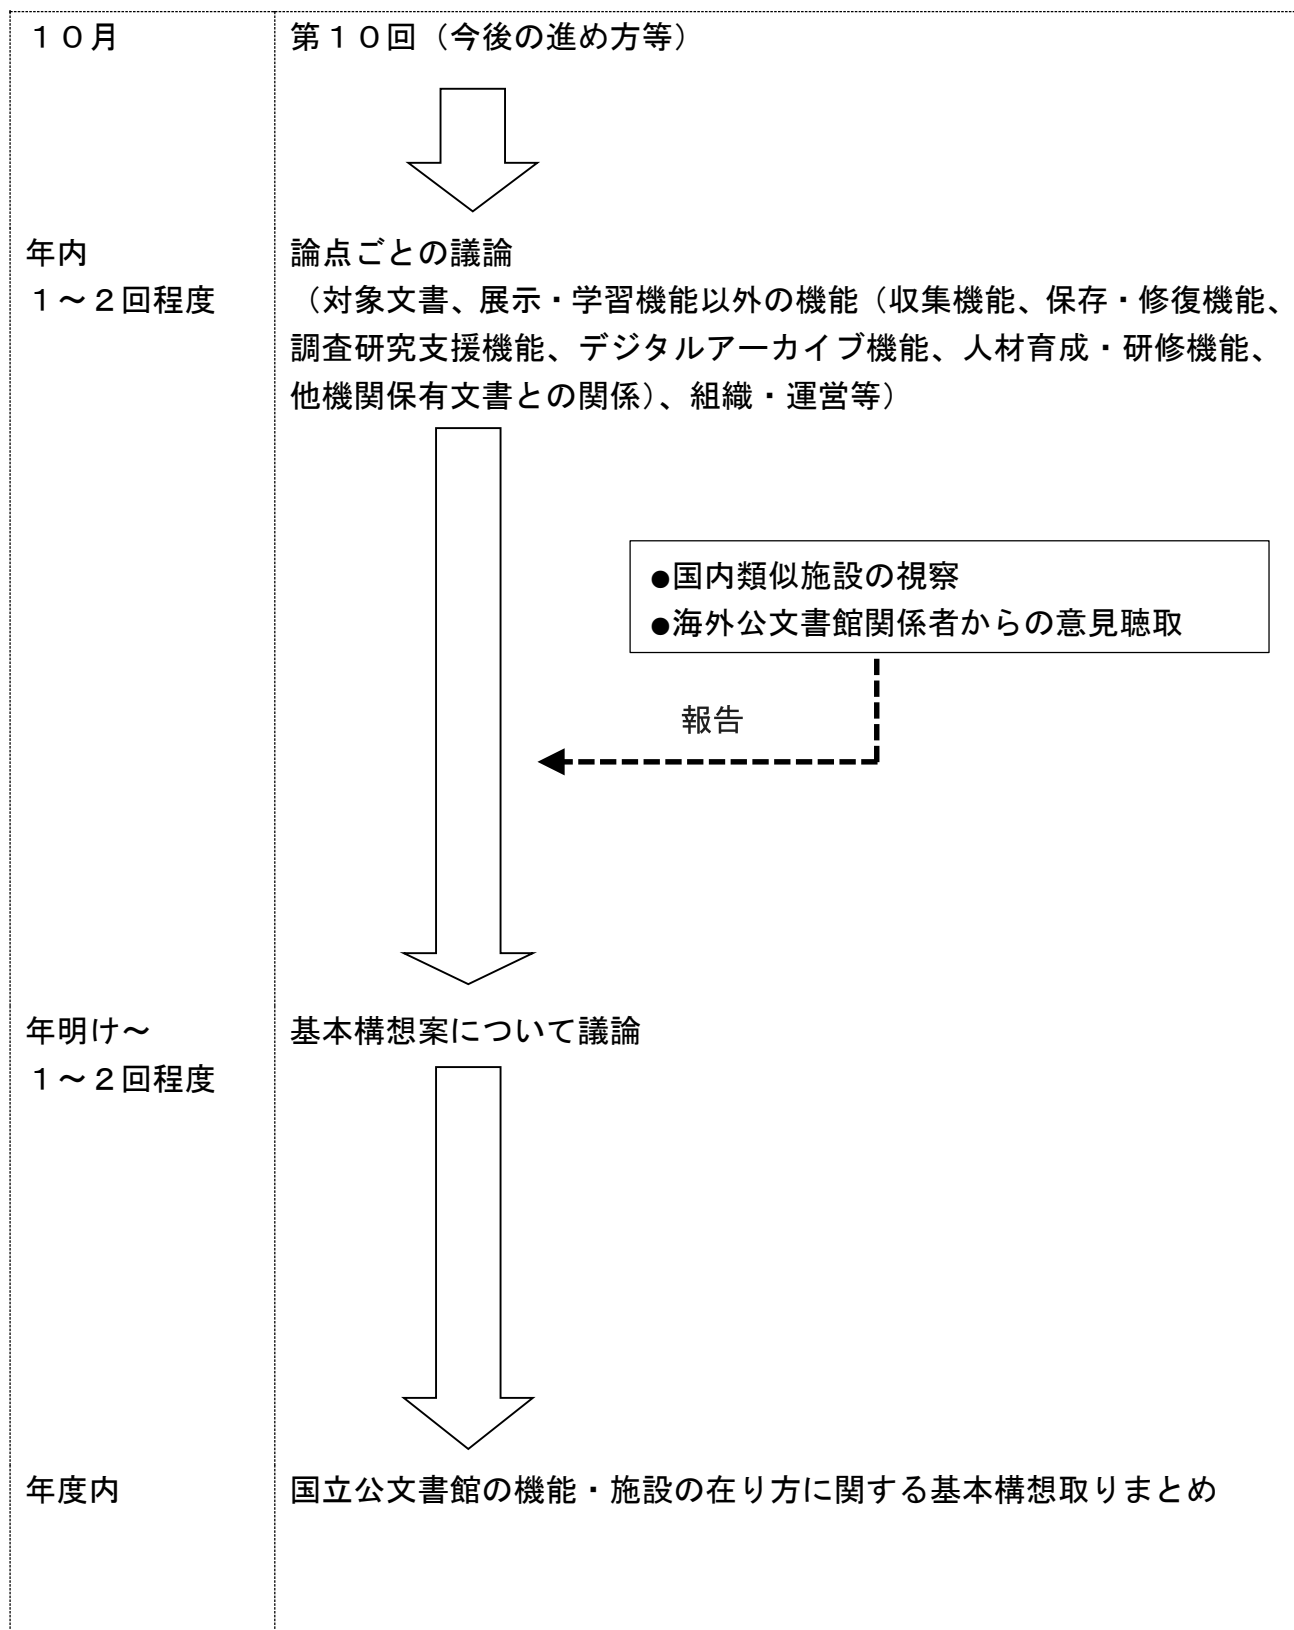 １０月
第１０回（今後の進め方等）
年内
１～２回程度
論点ごとの議論
（対象文書、展示・学習機能以外の機能（収集機能、保存・修復機能、
調査研究支援機能、デジタルアーカイブ機能、人材育成・研修機能、
他機関保有文書との関係）、組織・運営等）
●国内類似施設の視察
●海外公文書館関係者からの意見聴取
報告
年明け～
１～２回程度
基本構想案について議論
年度内
国立公文書館の機能・施設の在り方に関する基本構想取りまとめ